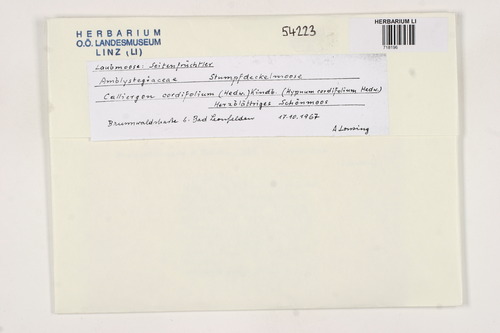 HERBARIUM
O.Ö. LANDESMUSEUM
LINZ (LI)
54223
HERBARIUM LI
718196
Laubmoose: Seitenfrüchtler
Amblystegiaceae Stumpfdeckelmoose
Calliergon cordifolium (Hedw.) Kindb. (Hypnum cordifolium Hedw.)
Herzblättriges Schönmoos
b. Bad Leonfelden 17.10.1967
A Lonsing